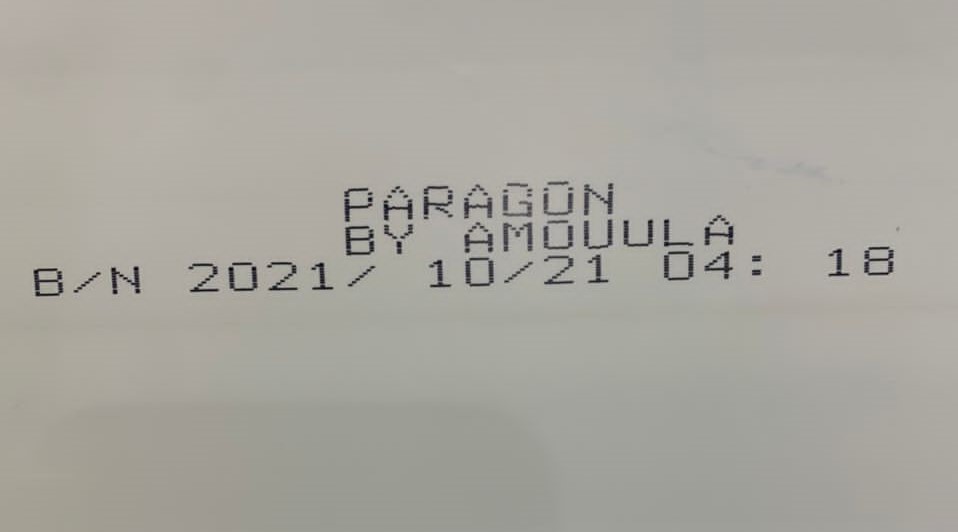 PARAGON
BY AMOUULA
B/N 2021/ 10/21 04: 18